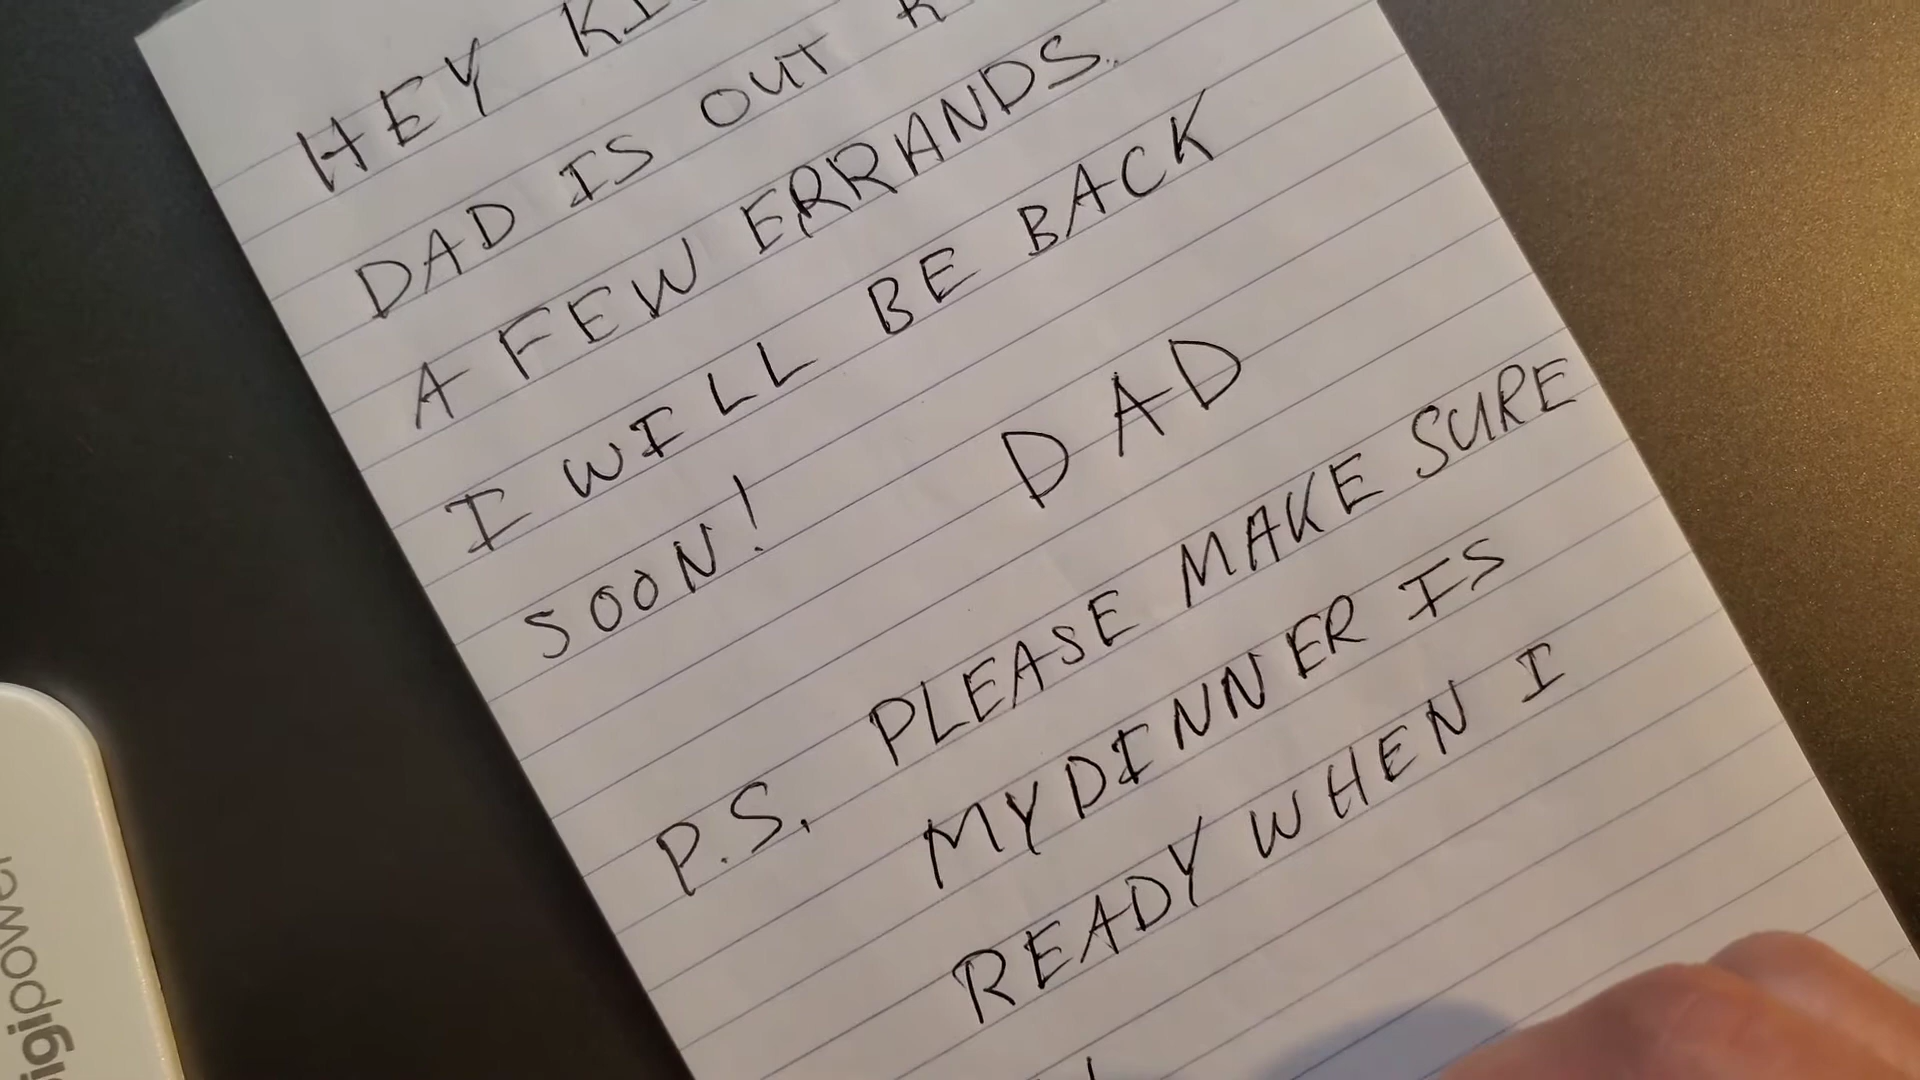 HEY
DAD IS OUT
A FEW ERRANDS.
I WILL BE BACK
SOON! DAD
P.S. PLEASE MAKE SURE
MY DINNER IS
READY WHEN I
igipower